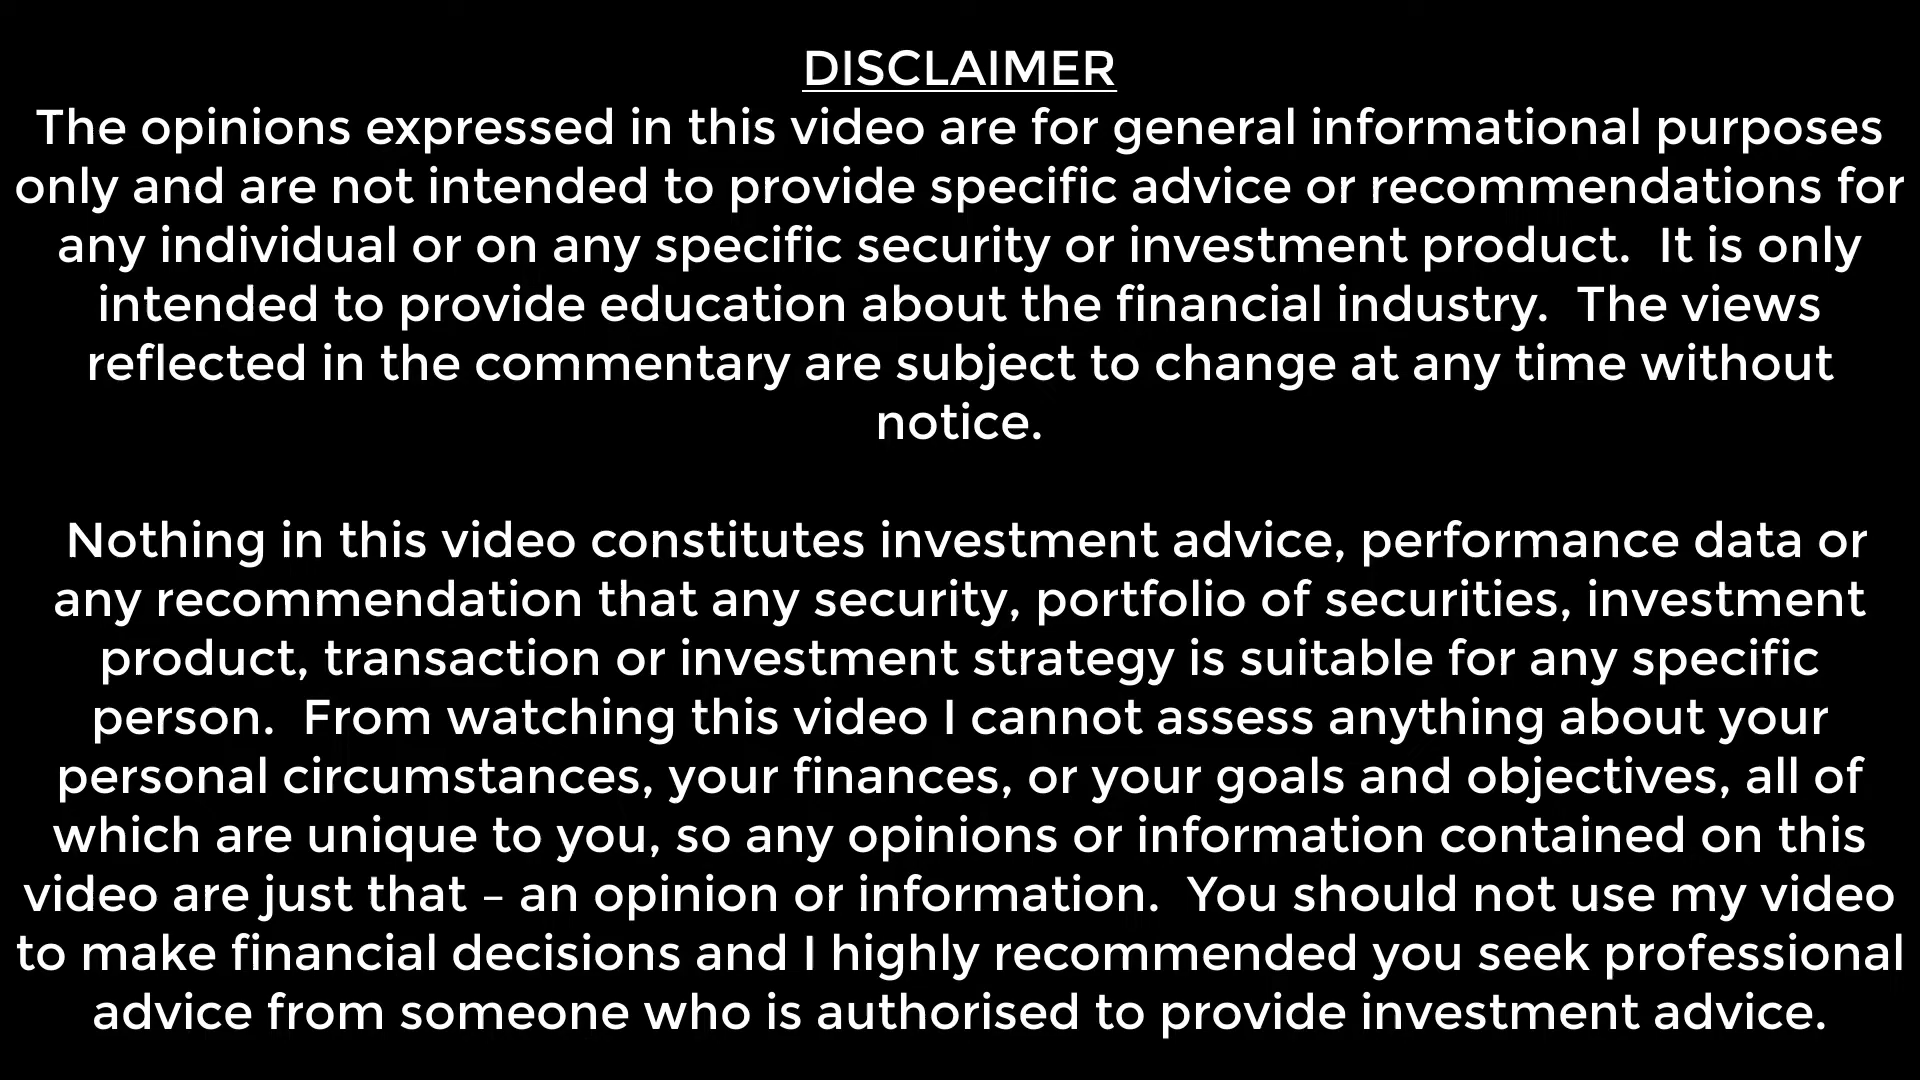 DISCLAIMER
The opinions expressed in this video are for general informational purposes
only and are not intended to provide specific advice or recommendations for
any individual or on any specific security or investment product.  It is only
intended to provide education about the financial industry.  The views
reflected in the commentary are subject to change at any time without
notice.
Nothing in this video constitutes investment advice, performance data or
any recommendation that any security, portfolio of securities, investment
product, transaction or investment strategy is suitable for any specific
person.  From watching this video I cannot assess anything about your
personal circumstances, your finances, or your goals and objectives, all of
which are unique to you, so any opinions or information contained on this
video are just that – an opinion or information.  You should not use my video
to make financial decisions and I highly recommended you seek professional
advice from someone who is authorised to provide investment advice.